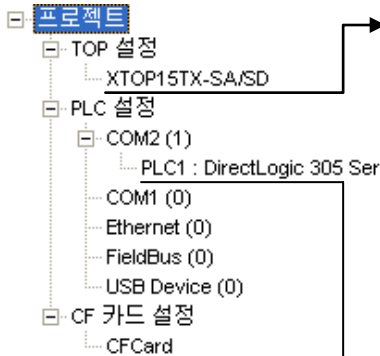 프로젝트
TOP 설정
XTOP15TX-SA/SD
PLC 설정
COM2 (1)
PLC1 : DirectLogic 305 Ser
COM1 (0)
Ethernet (0)
FieldBus (0)
USB Device (0)
CF 카드 설정
CFCard